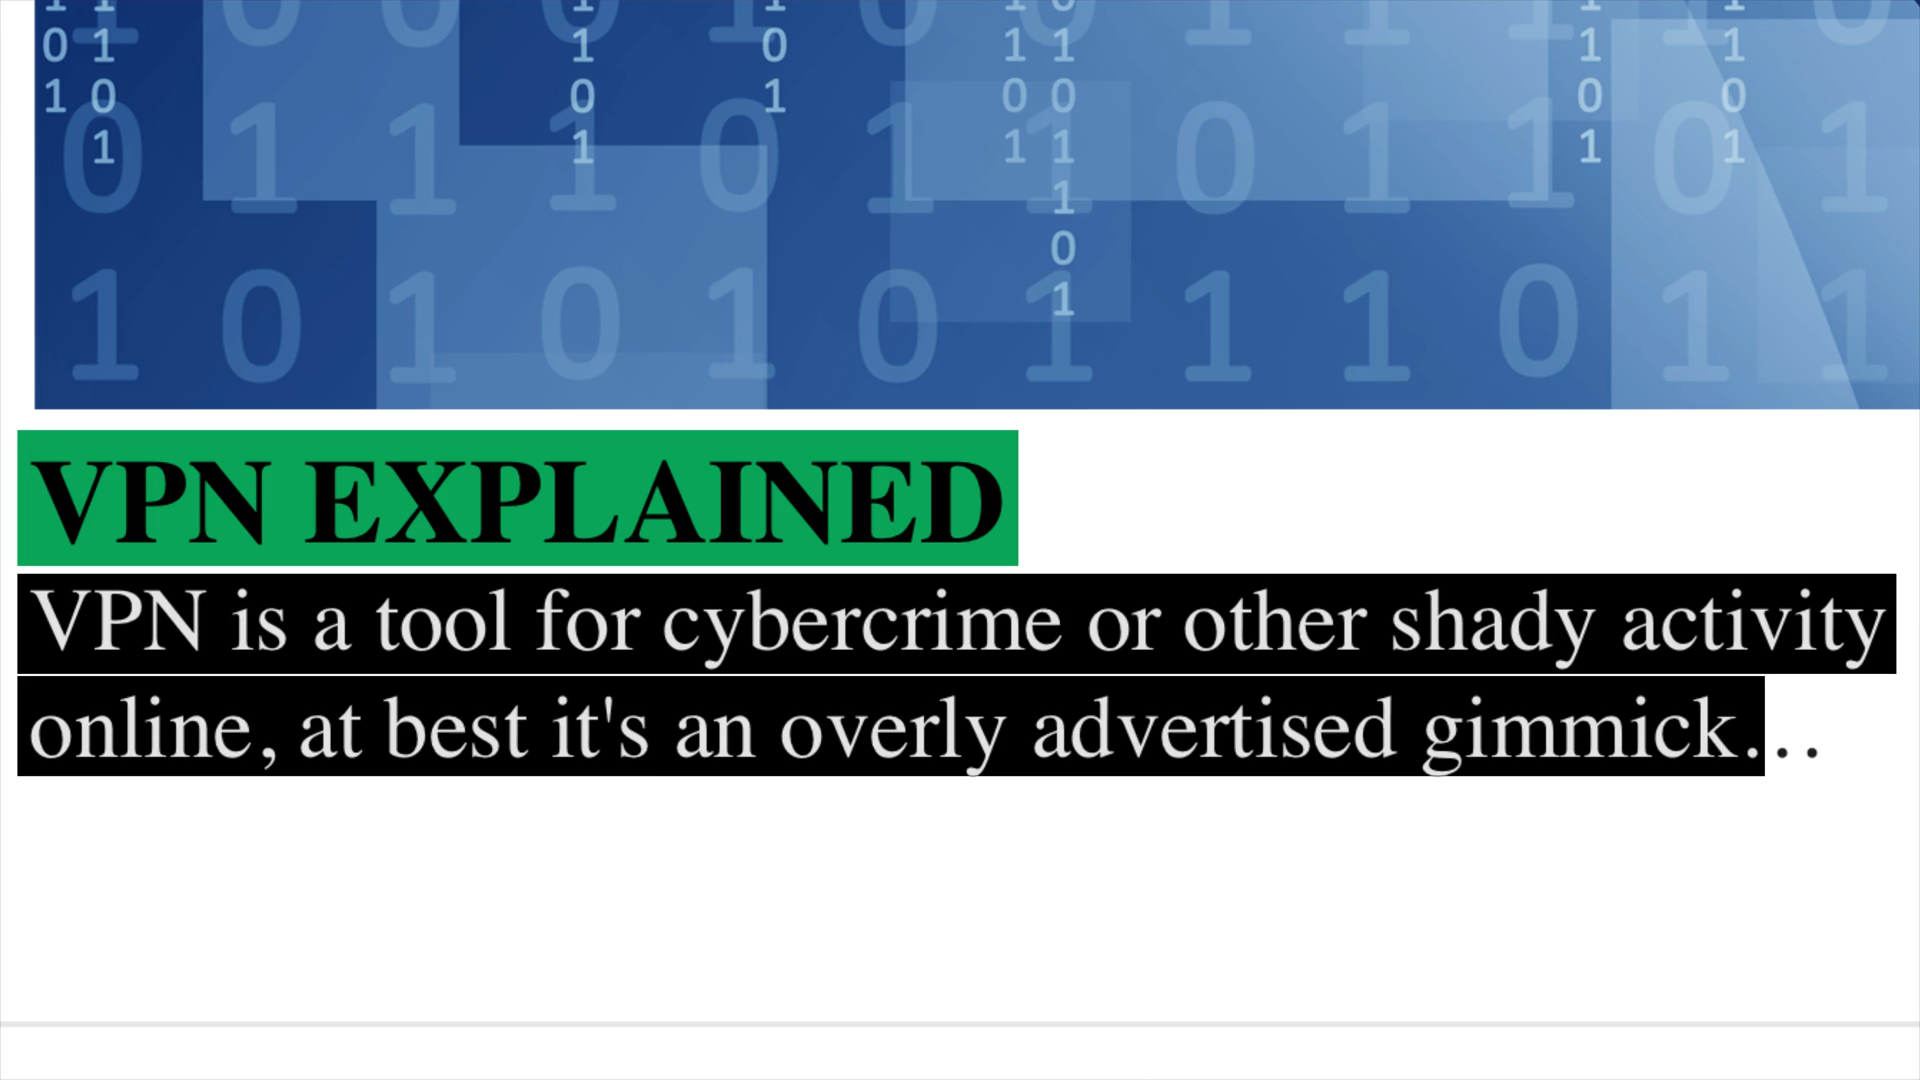 VPN EXPLAINED
VPN is a tool for cybercrime or other shady activity
online, at best it's an overly advertised gimmick...